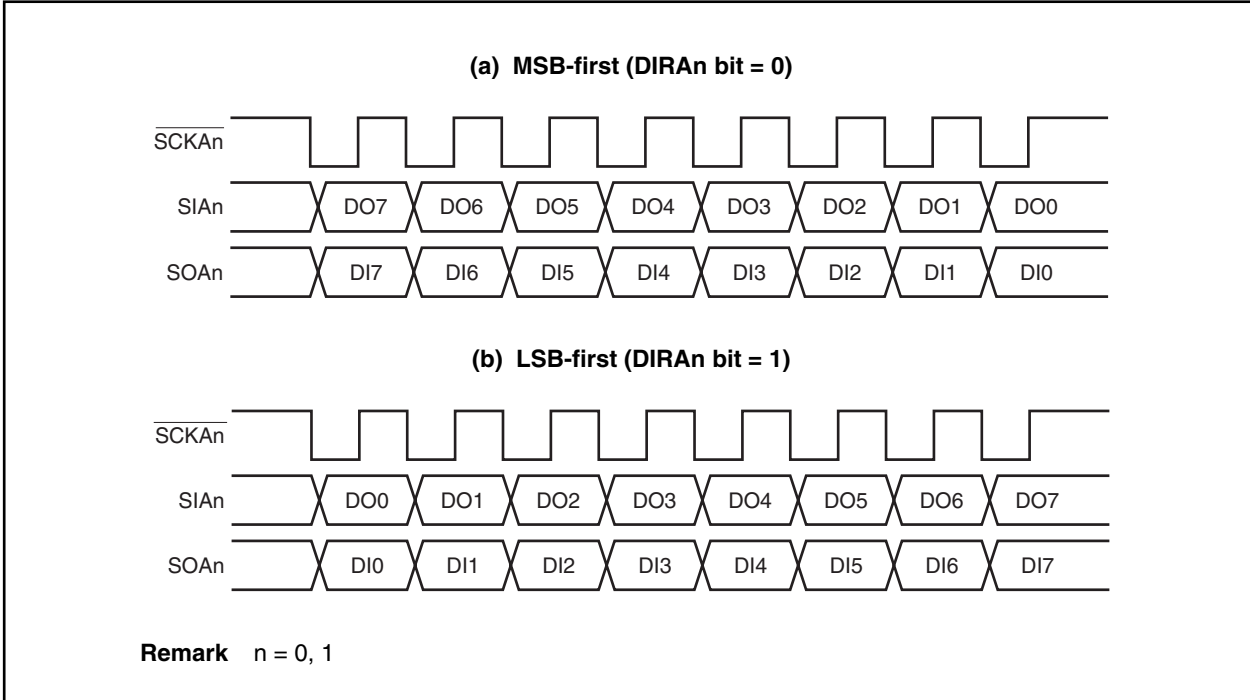 (a) MSB-first (DIRAn bit = 0)
SCKAn
SIAn DO7 DO6 DO5 DO4 DO3 DO2 DO1 DO0
SOAn DI7 DI6 DI5 DI4 DI3 DI2 DI1 DI0
(b) LSB-first (DIRAn bit = 1)
SCKAn
SIAn DO0 DO1 DO2 DO3 DO4 DO5 DO6 DO7
SOAn DI0 DI1 DI2 DI3 DI4 DI5 DI6 DI7
Remark n = 0, 1